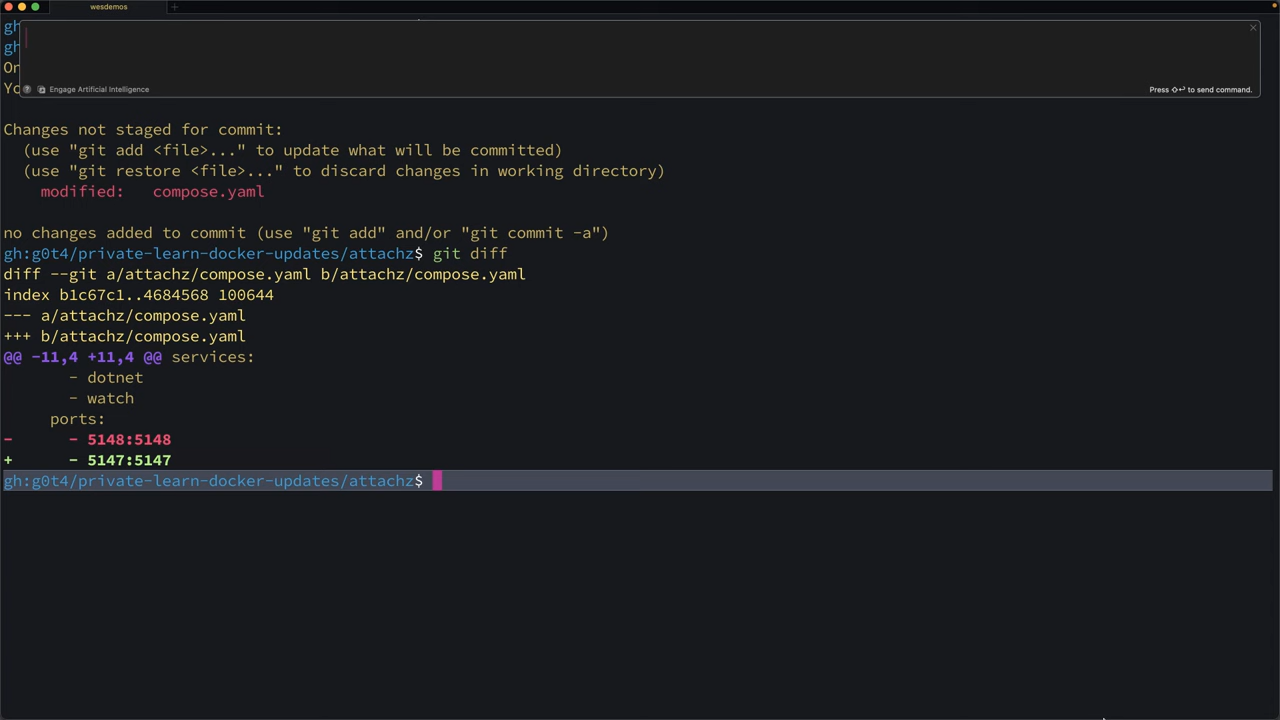 wesdemos
gh
gh
On
Yo
? Engage Artificial Intelligence
Press ⇧↩ to send command.
Changes not staged for commit:
(use "git add <file>..." to update what will be committed)
(use "git restore <file>..." to discard changes in working directory)
modified: compose.yaml
no changes added to commit (use "git add" and/or "git commit -a")
gh:g0t4/private-learn-docker-updates/attachz$ git diff
diff --git a/attachz/compose.yaml b/attachz/compose.yaml
index b1c67c1..4684568 100644
--- a/attachz/compose.yaml
+++ b/attachz/compose.yaml
@@ -11,4 +11,4 @@ services:
- dotnet
- watch
ports:
- - 5148:5148
+ - 5147:5147
gh:g0t4/private-learn-docker-updates/attachz$